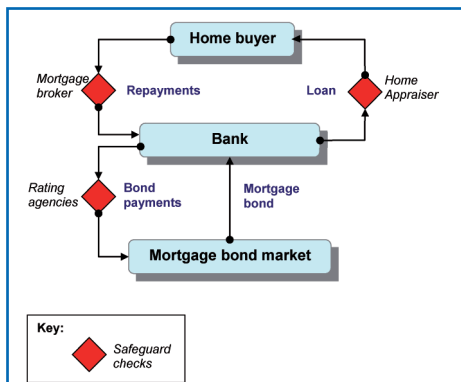 Home buyer
Mortgage
broker
Repayments
Loan
Home
Appraiser
Bank
Rating
agencies
Bond
payments
Mortgage
bond
Mortgage bond market
Key:
Safeguard
checks